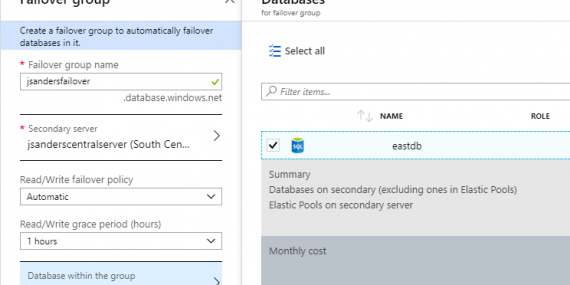 Failover group
Create a failover group to automatically failover
databases in it.
* Failover group name
jsandersfailover
.database.windows.net
* Secondary server
jsanderscentralserver (South Cen...
Read/Write failover policy
Automatic
Read/Write grace period (hours)
1 hours
Database within the group
Databases
for failover group
Select all
Filter items...
NAME ROLE
SQL eastdb
Summary
Databases on secondary (excluding ones in Elastic Pools)
Elastic Pools on secondary server
Monthly cost